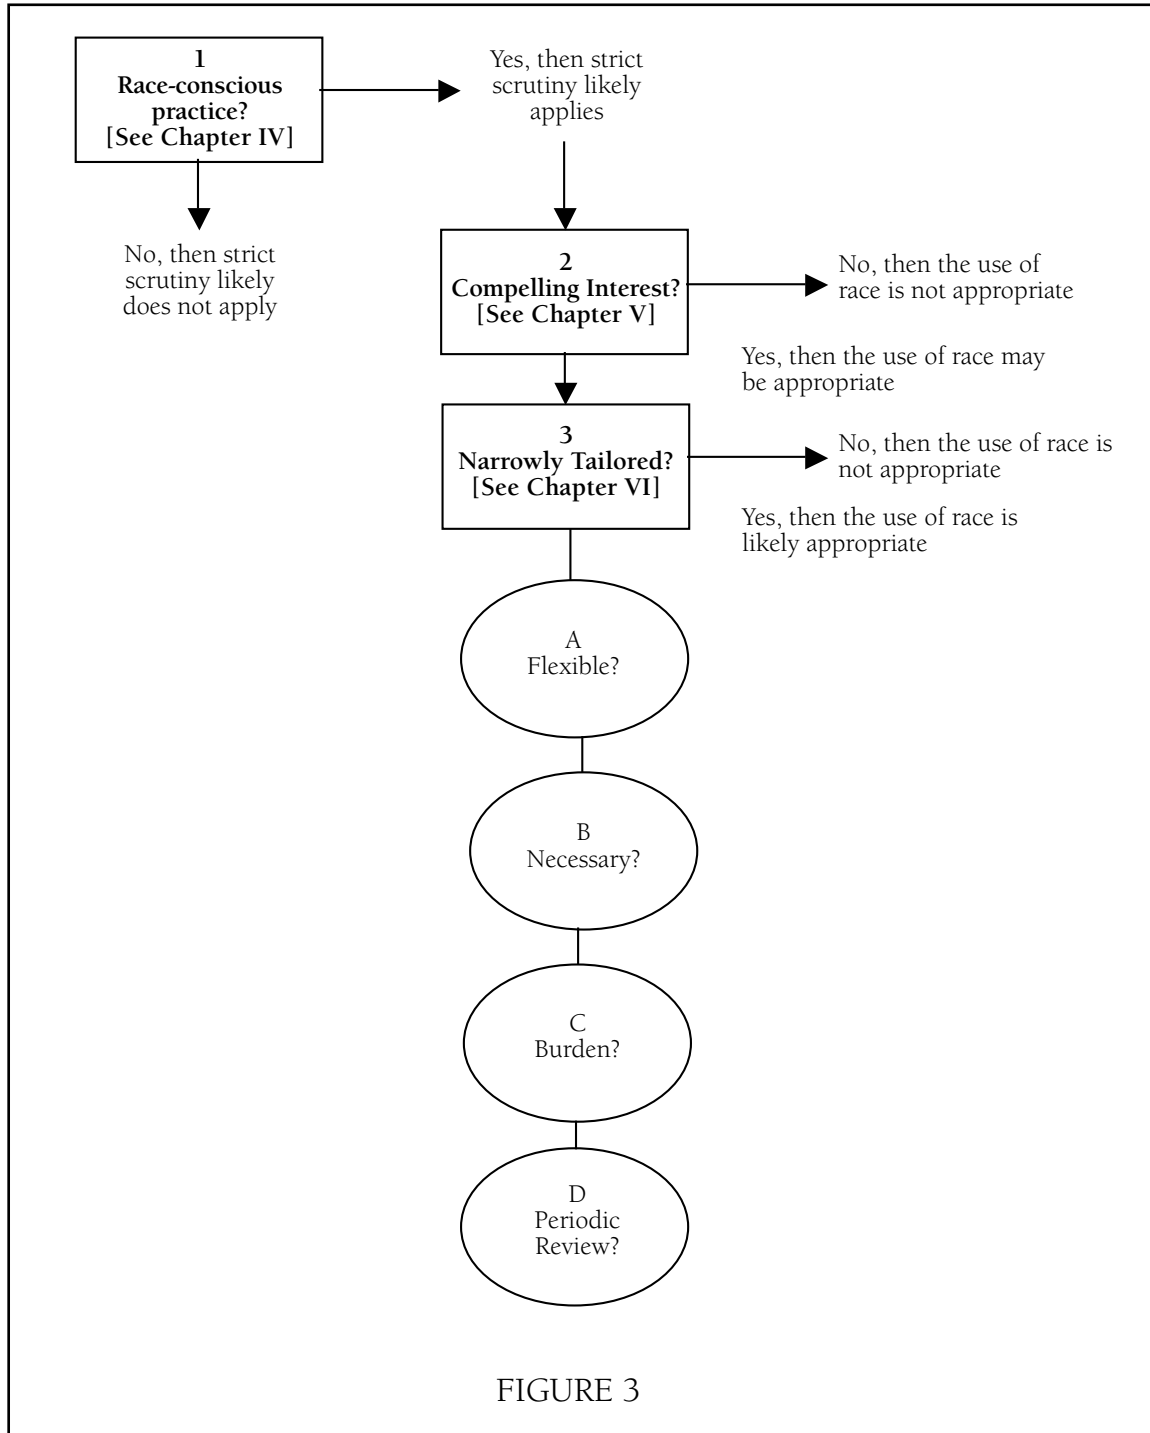 1
Race-conscious
practice?
[See Chapter IV]
Yes, then strict
scrutiny likely
applies
No, then strict
scrutiny likely
does not apply
2
Compelling Interest?
[See Chapter V]
No, then the use of
race is not appropriate
Yes, then the use of race may
be appropriate
3
Narrowly Tailored?
[See Chapter VI]
No, then the use of race is
not appropriate
Yes, then the use of race is
likely appropriate
A
Flexible?
B
Necessary?
C
Burden?
D
Periodic
Review?
FIGURE 3